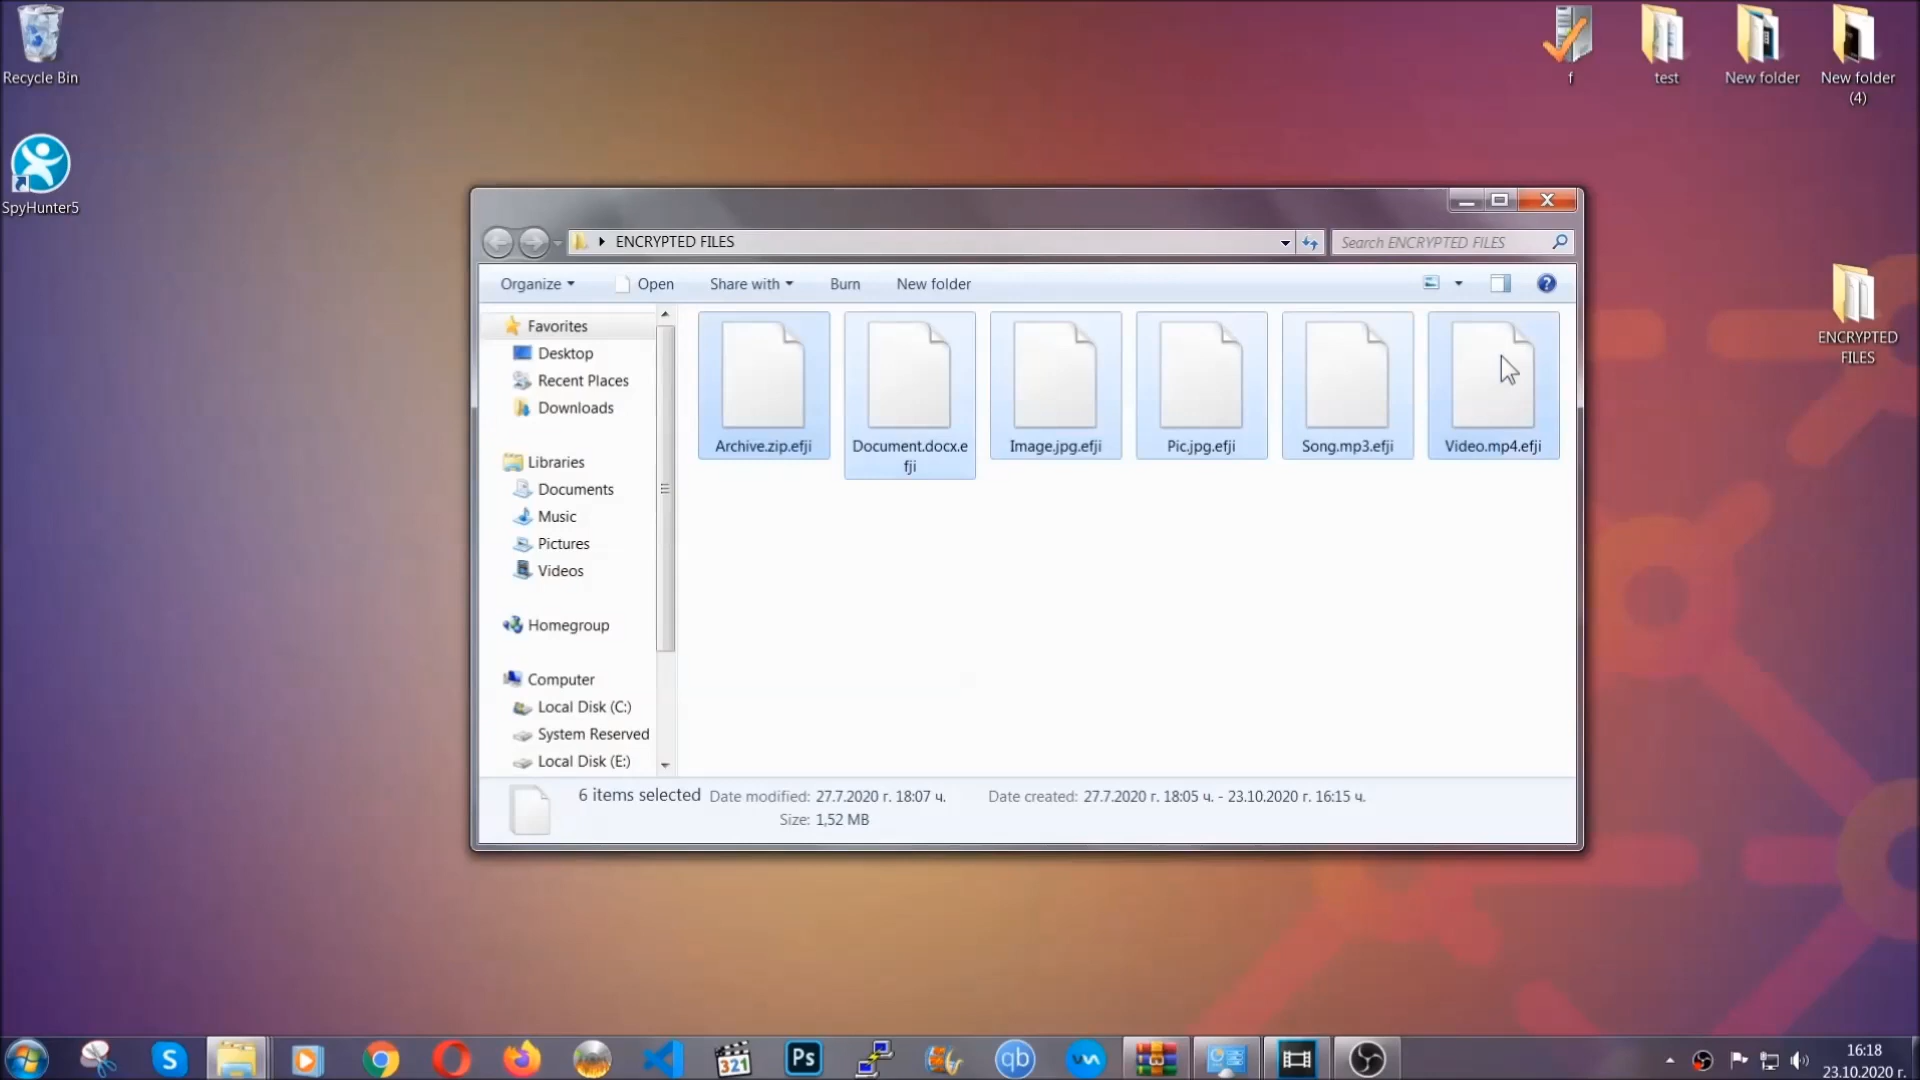 Recycle Bin
SpyHunter5
f
test
New folder
New folder
(4)
ENCRYPTED
FILES
ENCRYPTED FILES
Search ENCRYPTED FILES
Organize
Open
Share with
Burn
New folder
Favorites
Desktop
Recent Places
Downloads
Libraries
Documents
Music
Pictures
Videos
Homegroup
Computer
Local Disk (C:)
System Reserved
Local Disk (E:)
Archive.zip.efji
Document.docx.e
fji
Image.jpg.efji
Pic.jpg.efji
Song.mp3.efji
Video.mp4.efji
6 items selected
Date modified: 27.7.2020 г. 18:07 ч.
Date created: 27.7.2020 г. 18:05 ч. - 23.10.2020 г. 16:15 ч.
Size: 1,52 MB
S
321
Ps
qb
16:18
23.10.2020 г.